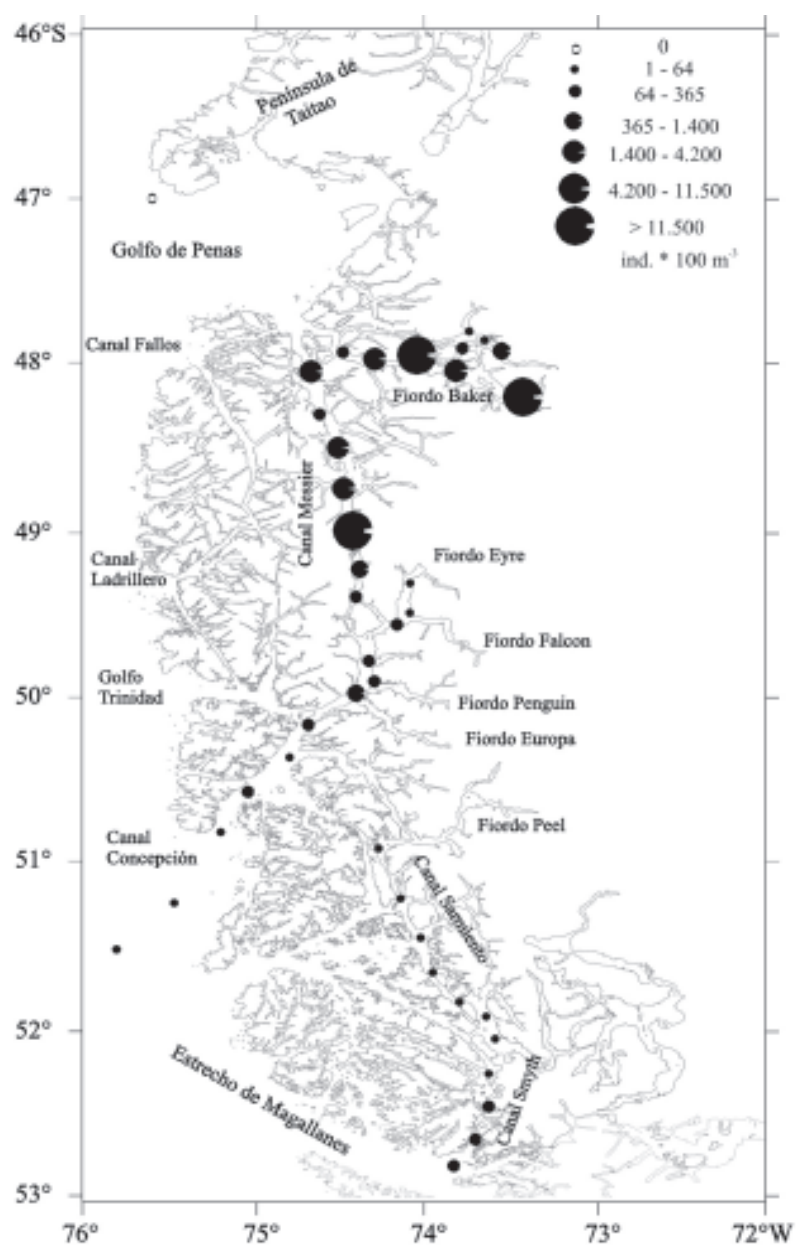 46°S
0
1 - 64
64 - 365
365 - 1.400
1.400 - 4.200
4.200 - 11.500
> 11.500
ind. * 100 m⁻³
Península de
Taitao
47°
Golfo de Penas
Canal Fallos
48°
Fiordo Baker
Canal Messier
49°
Canal
Ladrillero
Fiordo Eyre
Fiordo Falcon
Golfo
Trinidad
50°
Fiordo Penguin
Fiordo Europa
Canal
Concepción
Fiordo Peel
51°
Canal Sarmiento
52°
Estrecho de Magallanes
Canal Smyth
53°
76°
75°
74°
73°
72°W